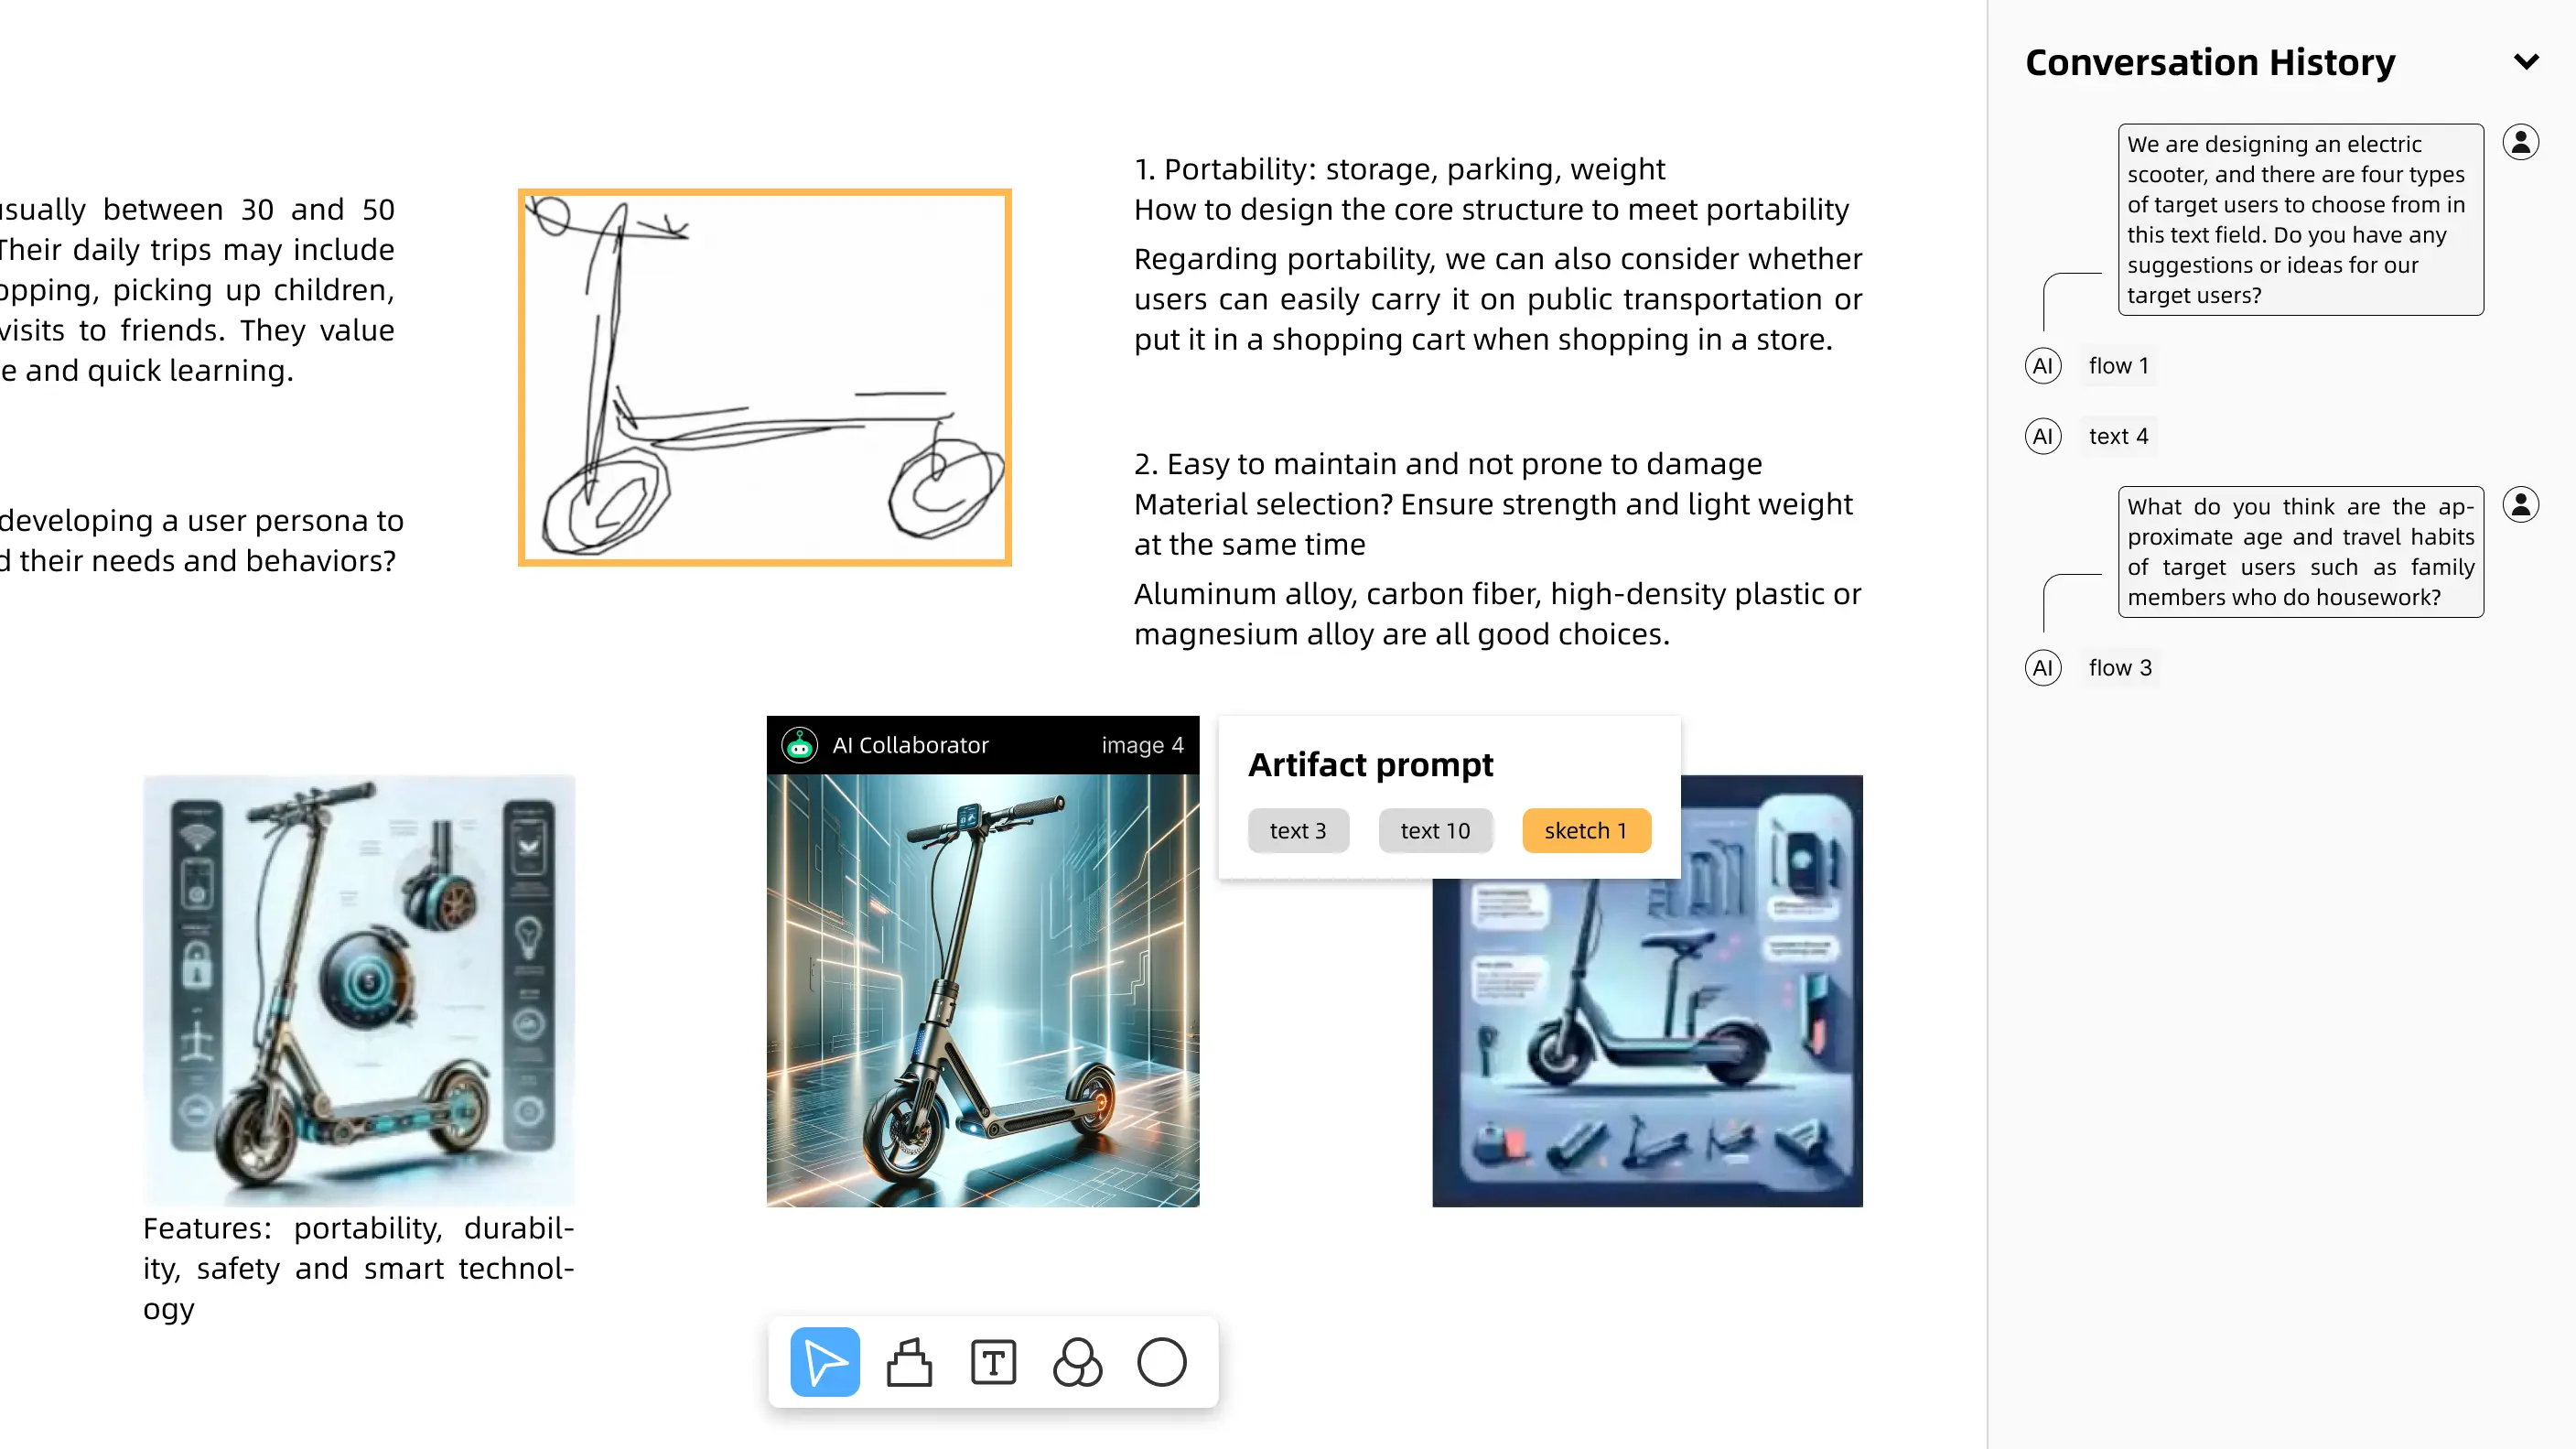 usually between 30 and 50
Their daily trips may include
opping, picking up children,
visits to friends. They value
e and quick learning.
developing a user persona to
d their needs and behaviors?
1. Portability: storage, parking, weight
How to design the core structure to meet portability
Regarding portability, we can also consider whether
users can easily carry it on public transportation or
put it in a shopping cart when shopping in a store.
2. Easy to maintain and not prone to damage
Material selection? Ensure strength and light weight
at the same time
Aluminum alloy, carbon fiber, high-density plastic or
magnesium alloy are all good choices.
AI Collaborator
image 4
Artifact prompt
text 3
text 10
sketch 1
Features: portability, durabil-
ity, safety and smart technol-
ogy
Conversation History
We are designing an electric
scooter, and there are four types
of target users to choose from in
this text field. Do you have any
suggestions or ideas for our
target users?
AI
flow 1
AI
text 4
What do you think are the ap-
proximate age and travel habits
of target users such as family
members who do housework?
AI
flow 3